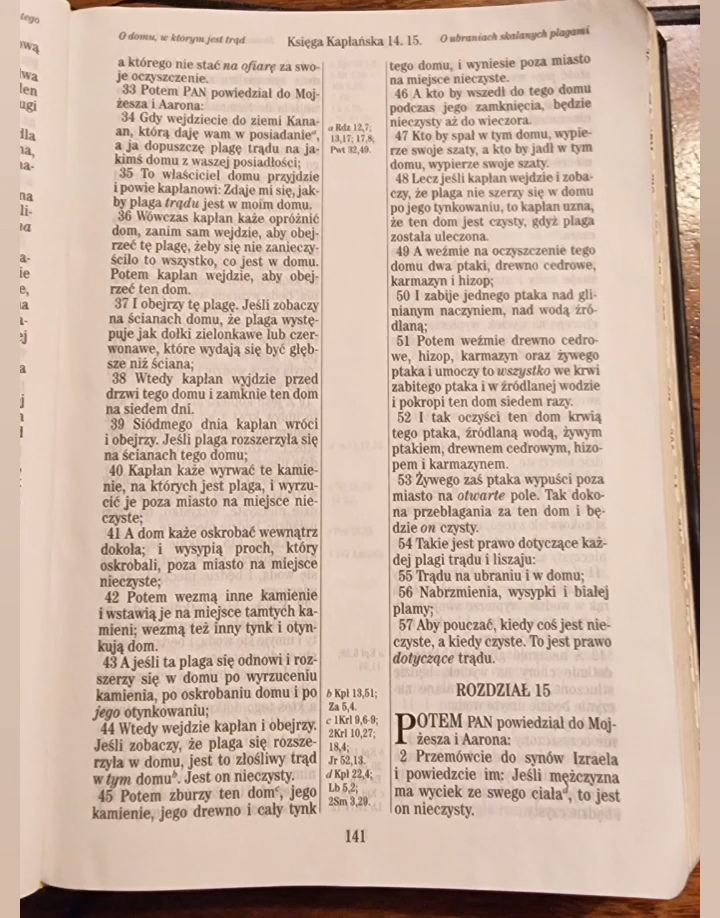 O domu, w którym jest trąd
Księga Kapłańska 14. 15.
O ubraniach skalanych plagami
a którego nie stać na ofiarę za swo-
je oczyszczenie.
33 Potem PAN powiedział do Moj-
żesza i Aarona:
34 Gdy wejdziecie do ziemi Kana-
an, którą daję wam w posiadanieᵃ,
a ja dopuszczę plagę trądu na ja-
kimś domu z waszej posiadłości;
35 To właściciel domu przyjdzie
i powie kapłanowi: Zdaje mi się, jak-
by plaga trądu jest w moim domu.
36 Wówczas kapłan każe opróżnić
dom, zanim sam wejdzie, aby obej-
rzeć tę plagę, żeby się nie zanieczy-
ściło to wszystko, co jest w domu.
Potem kapłan wejdzie, aby obej-
rzeć ten dom.
37 I obejrzy tę plagę. Jeśli zobaczy
na ścianach domu, że plaga wystę-
puje jak dołki zielonkawe lub czer-
wonawe, które wydają się być głęb-
sze niż ściana;
38 Wtedy kapłan wyjdzie przed
drzwi tego domu i zamknie ten dom
na siedem dni.
39 Siódmego dnia kapłan wróci
i obejrzy. Jeśli plaga rozszerzyła się
na ścianach tego domu;
40 Kapłan każe wyrwać te kamie-
nie, na których jest plaga, i wyrzu-
cić je poza miasto na miejsce nie-
czyste;
41 A dom każe oskrobać wewnątrz
dokoła; i wysypią proch, który
oskrobali, poza miasto na miejsce
nieczyste;
42 Potem wezmą inne kamienie
i wstawią je na miejsce tamtych ka-
mieni; wezmą też inny tynk i otyn-
kują dom.
43 A jeśli ta plaga się odnowi i roz-
szerzy się w domu po wyrzuceniu
kamienia, po oskrobaniu domu i po
jego otynkowaniu;
44 Wtedy wejdzie kapłan i obejrzy.
Jeśli zobaczy, że plaga się rozsze-
rzyła w domu, jest to złośliwy trąd
w tym domuᵇ. Jest on nieczysty.
45 Potem zburzy ten domᶜ, jego
kamienie, jego drewno i cały tynk
a Rdz 12,7;
13,17; 17,8;
Pwt 32,49.
b Kpł 13,51;
Za 5,4.
c 1Krl 9,6-9;
2Krl 10,27;
18,4;
Jr 52,13.
d Kpł 22,4;
Lb 5,2;
2Sm 3,29.
tego domu, i wyniesie poza miasto
na miejsce nieczyste.
46 A kto by wszedł do tego domu
podczas jego zamknięcia, będzie
nieczysty aż do wieczora.
47 Kto by spał w tym domu, wypie-
rze swoje szaty, a kto by jadł w tym
domu, wypierze swoje szaty.
48 Lecz jeśli kapłan wejdzie i zoba-
czy, że plaga nie szerzy się w domu
po jego tynkowaniu, to kapłan uzna,
że ten dom jest czysty, gdyż plaga
została uleczona.
49 A weźmie na oczyszczenie tego
domu dwa ptaki, drewno cedrowe,
karmazyn i hizop;
50 I zabije jednego ptaka nad gli-
nianym naczyniem, nad wodą źró-
dlaną;
51 Potem weźmie drewno cedro-
we, hizop, karmazyn oraz żywego
ptaka i umoczy to wszystko we krwi
zabitego ptaka i w źródlanej wodzie
i pokropi ten dom siedem razy.
52 I tak oczyści ten dom krwią
tego ptaka, źródlaną wodą, żywym
ptakiem, drewnem cedrowym, hizo-
pem i karmazynem.
53 Żywego zaś ptaka wypuści poza
miasto na otwarte pole. Tak doko-
na przebłagania za ten dom i bę-
dzie on czysty.
54 Takie jest prawo dotyczące każ-
dej plagi trądu i liszaju:
55 Trądu na ubraniu i w domu;
56 Nabrzmienia, wysypki i białej
plamy;
57 Aby pouczać, kiedy coś jest nie-
czyste, a kiedy czyste. To jest prawo
dotyczące trądu.
ROZDZIAŁ 15
POTEM PAN powiedział do Moj-
żesza i Aarona:
2 Przemówcie do synów Izraela
i powiedzcie im: Jeśli mężczyzna
ma wyciek ze swego ciałaᵈ, to jest
on nieczysty.
141